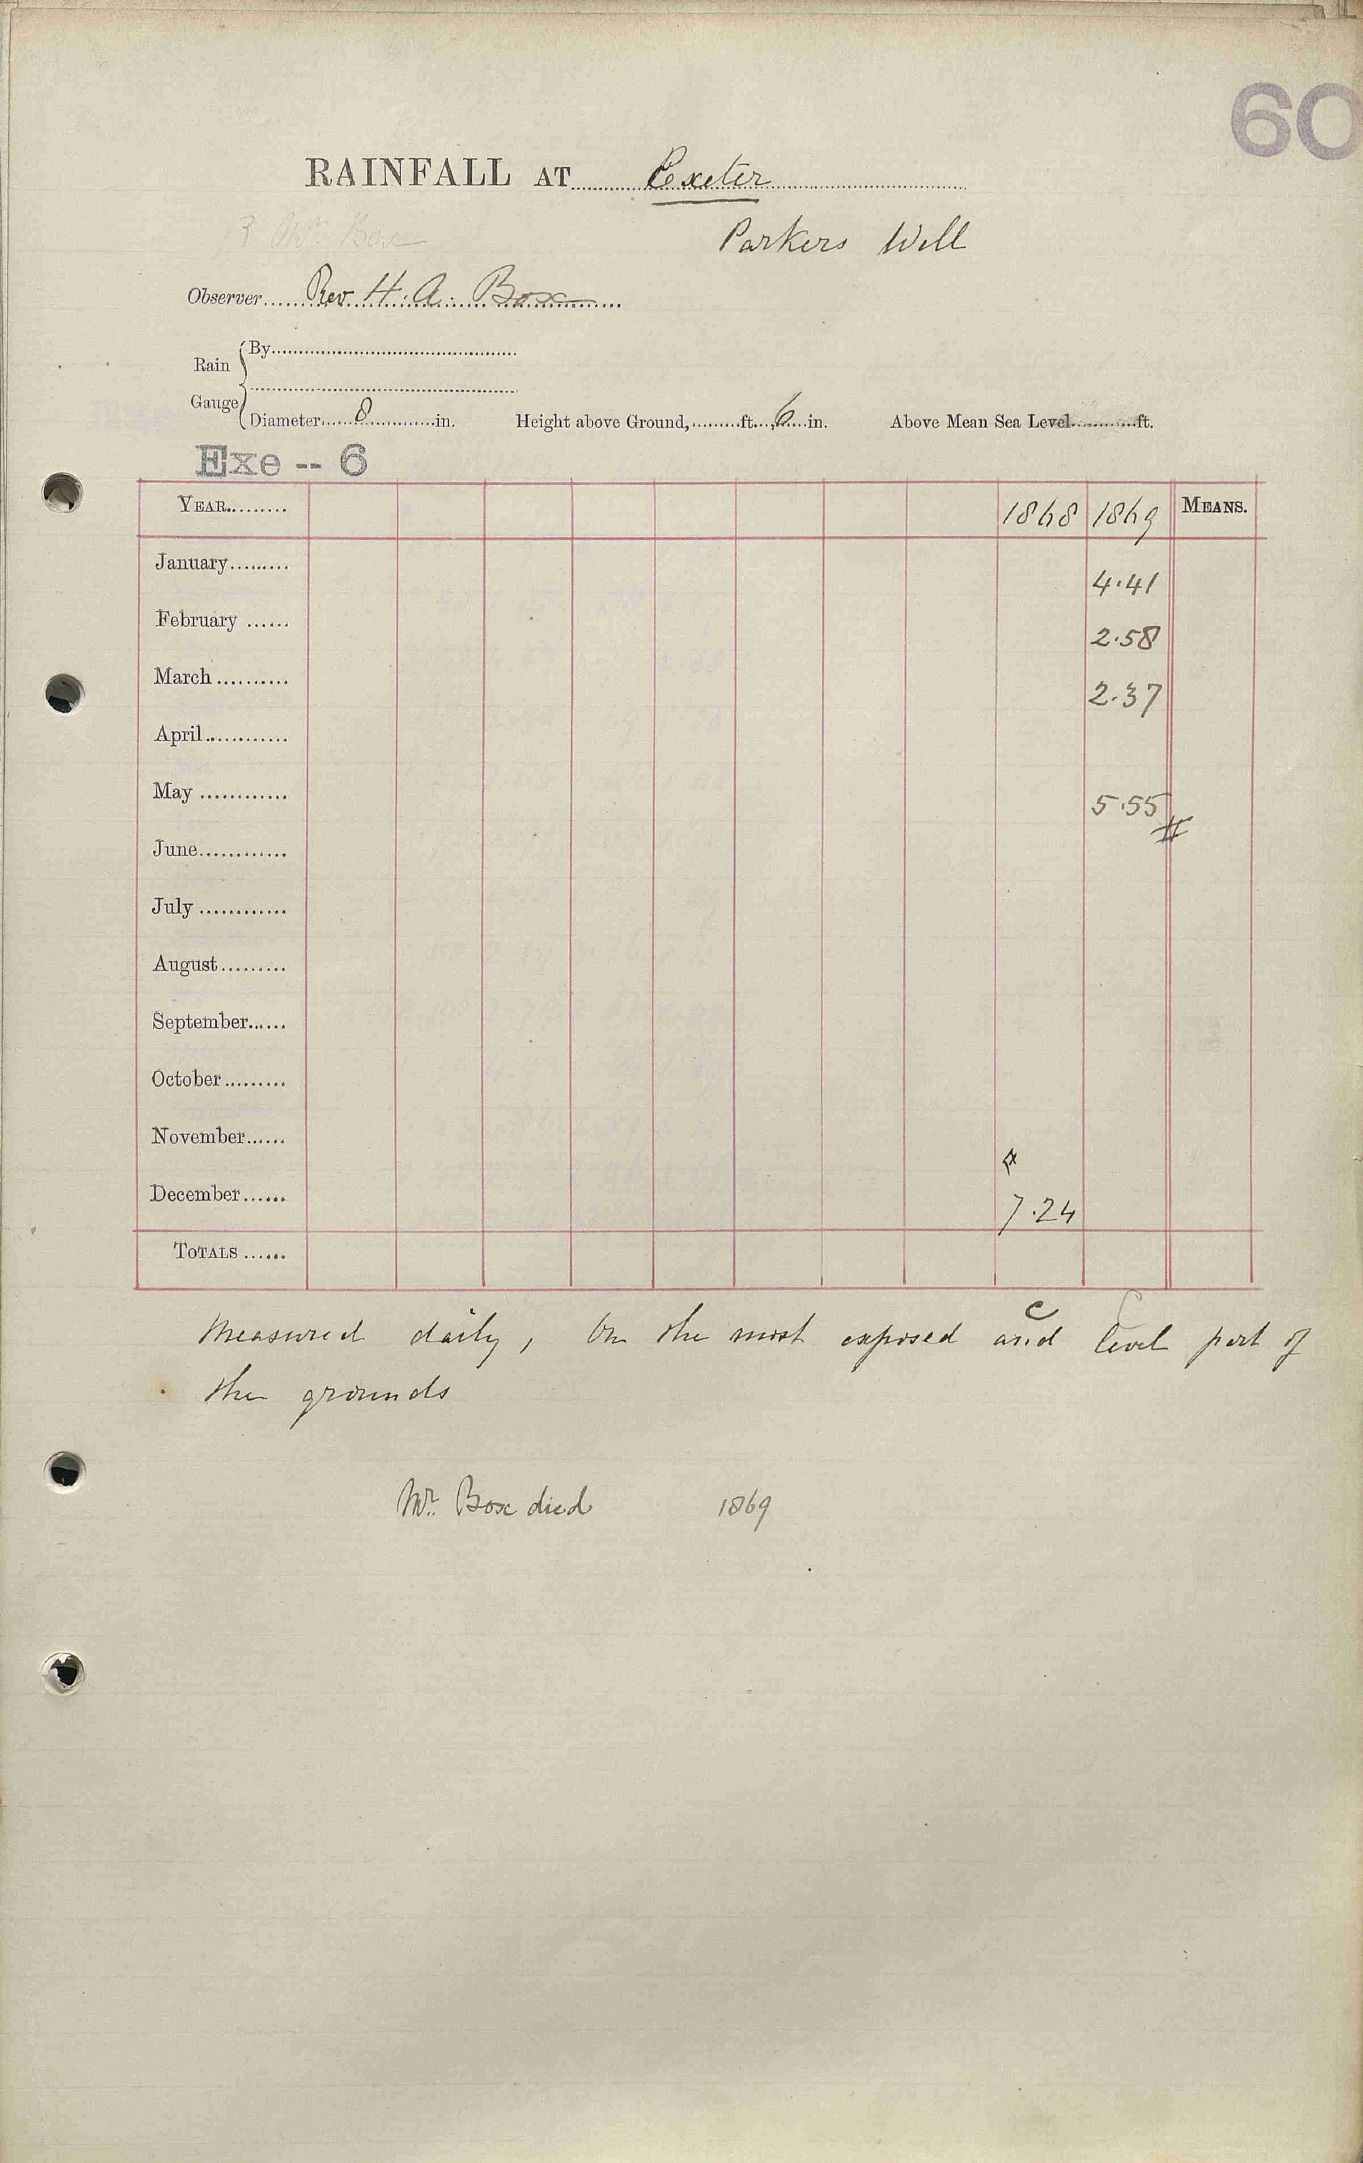 60
RAINFALL AT Exeter
3 Mr. Box
Parkers Well
Observer Rev H. A. Box
Rain Gauge
By
Diameter 8 in. Height above Ground, ft. 6 in. Above Mean Sea Level ft.
Exe -- 6
YEAR 1868 1869 MEANS.
January 4.41
February 2.58
March 2.37
April
May 5.55 #
June
July
August
September
October
November
December 7.24
TOTALS
C C
Measured daily, On the most exposed and level part of
the grounds
Mr. Box died 1869